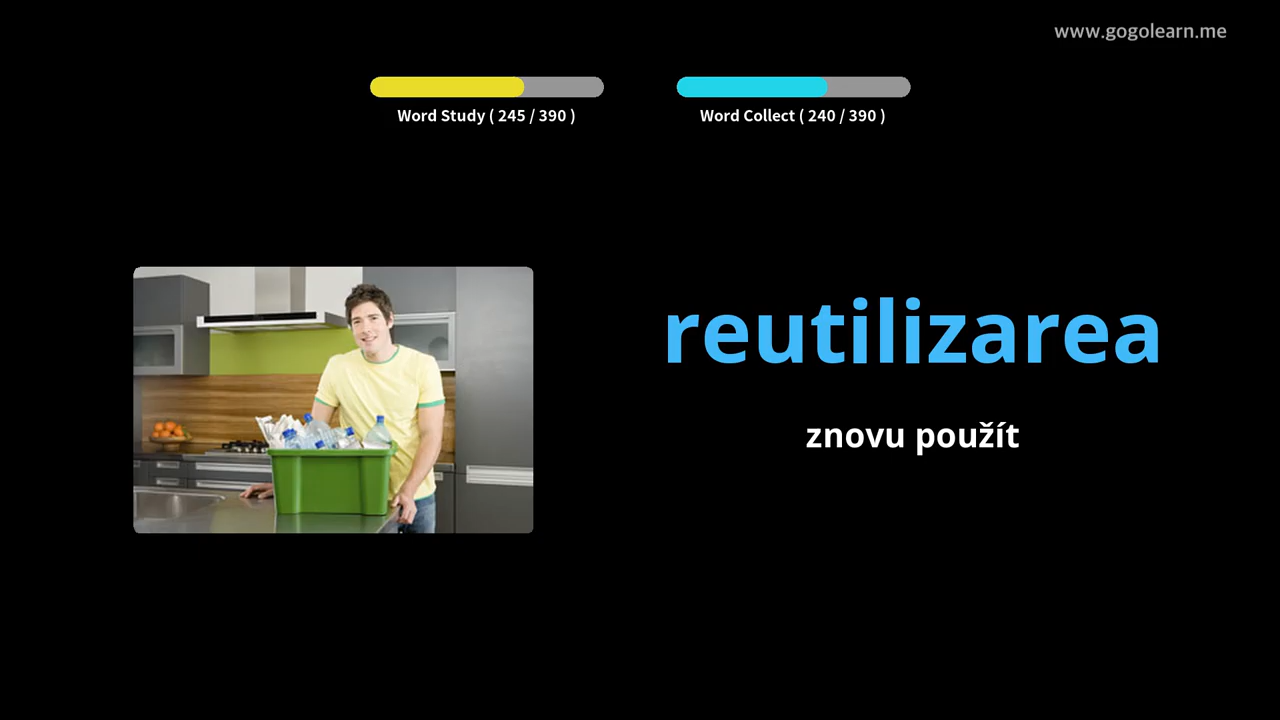 www.gogolearn.me
Word Study ( 245 / 390 )
Word Collect ( 240 / 390 )
reutilizarea
znovu použít